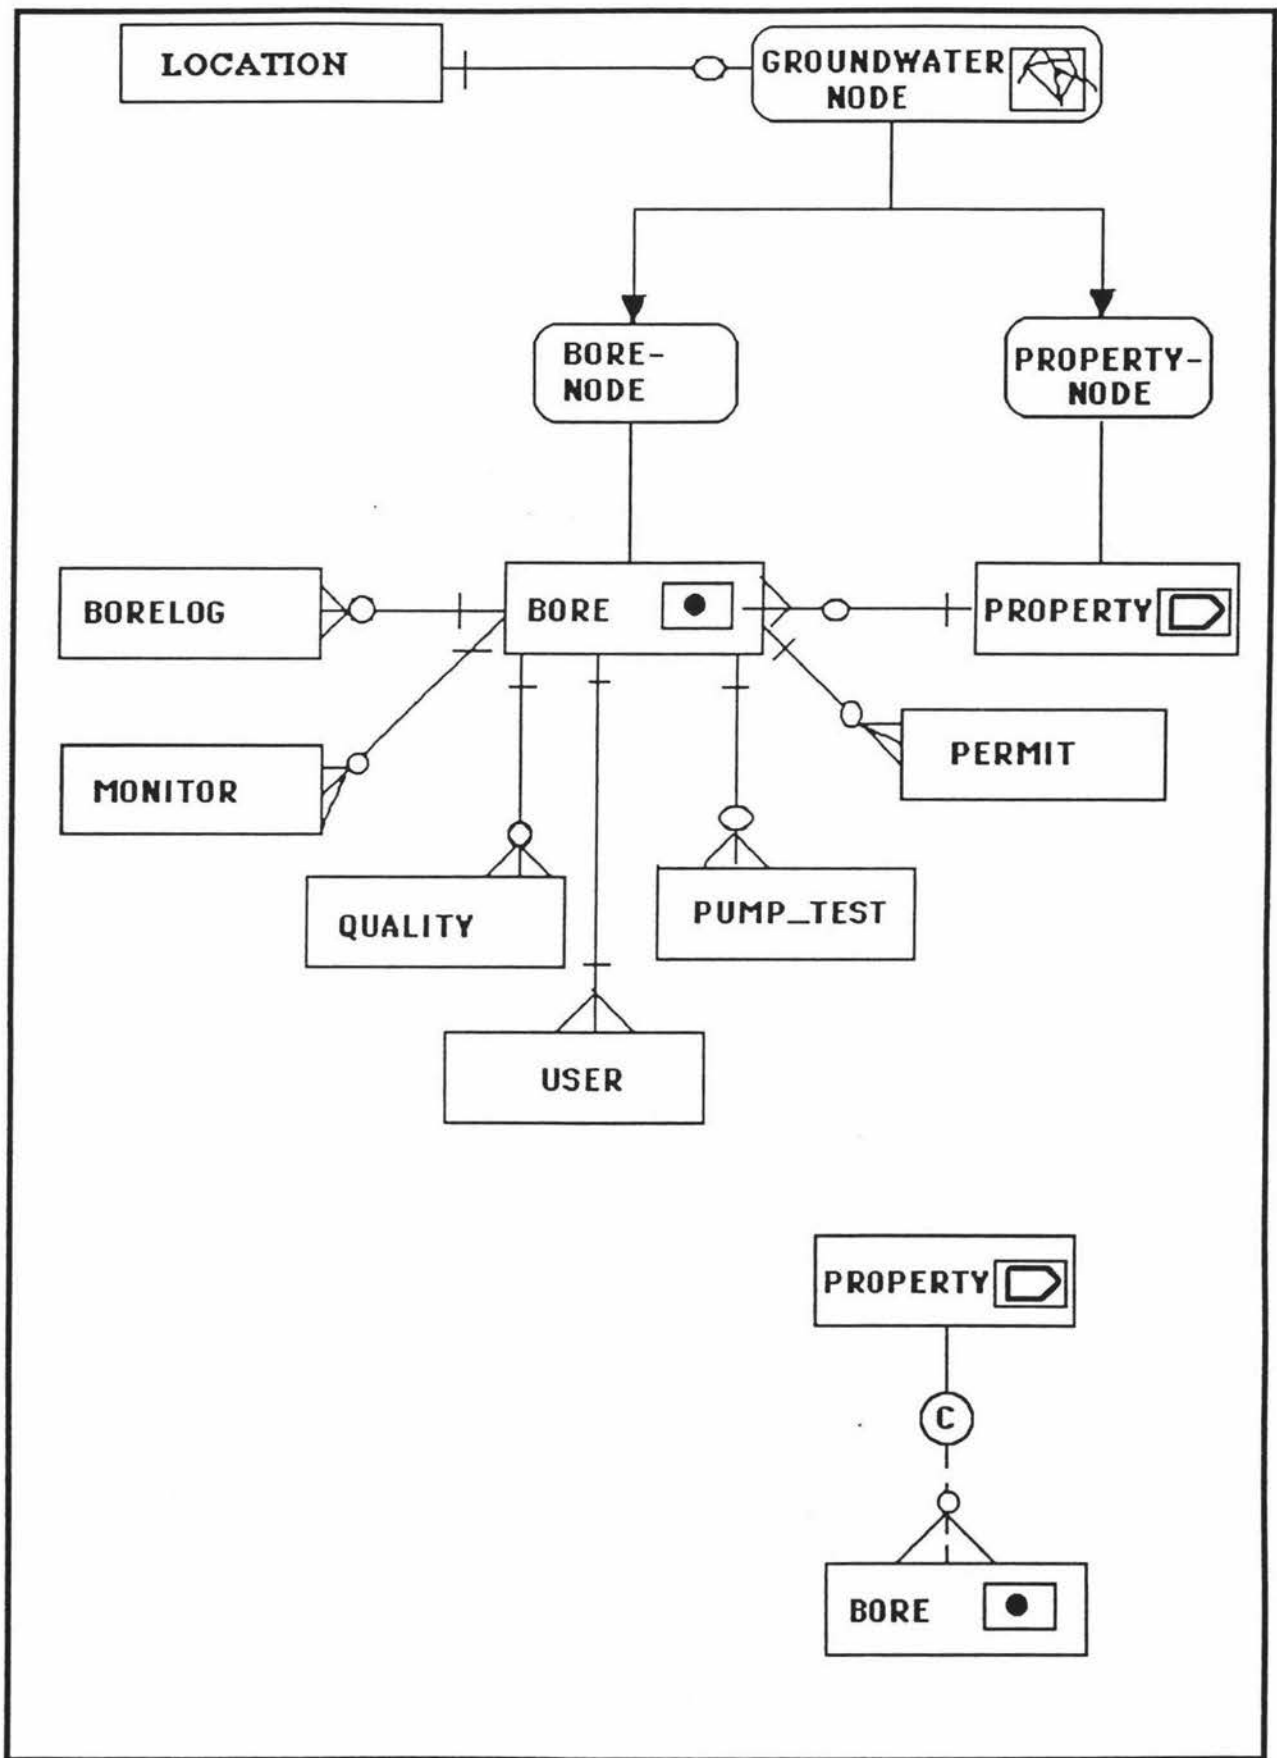 LOCATION
GROUNDWATER
NODE
BORE-
NODE
PROPERTY-
NODE
BORELOG
BORE
PROPERTY
MONITOR
PERMIT
QUALITY
PUMP_TEST
USER
PROPERTY
C
BORE